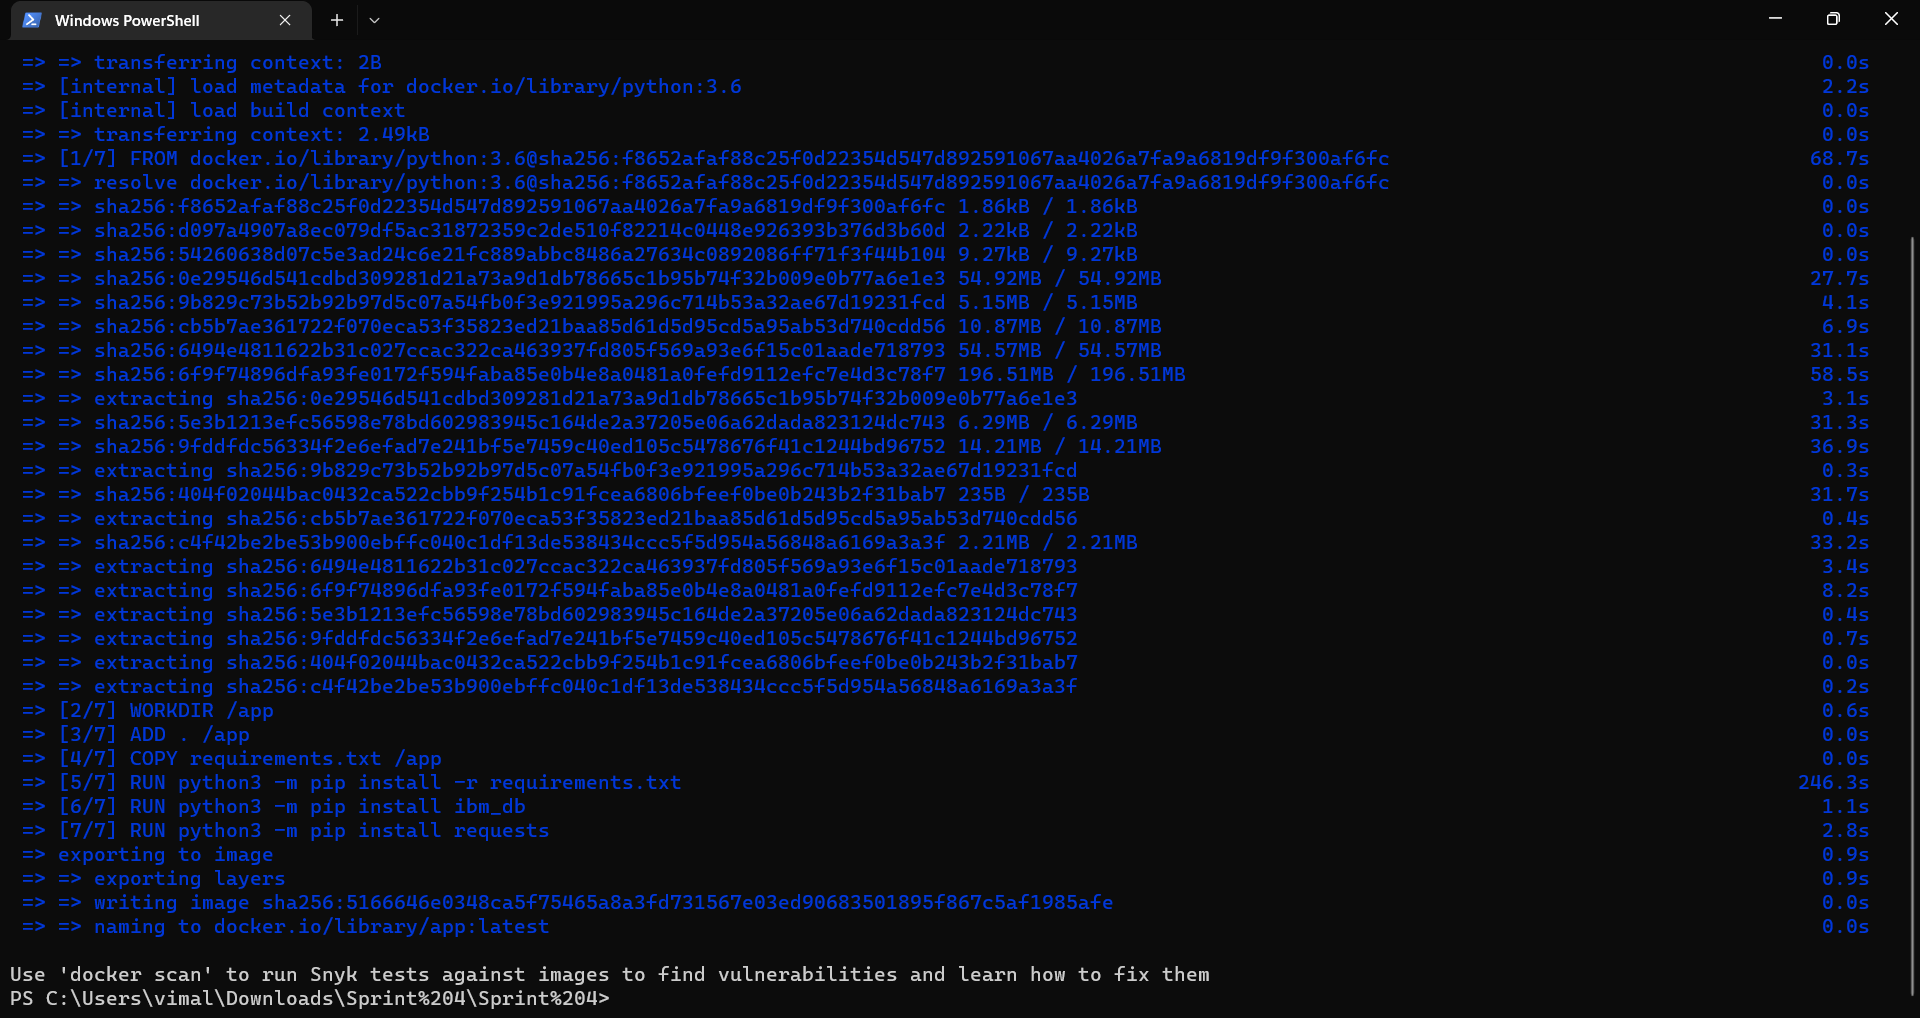 Windows PowerShell
=> => transferring context: 2B 0.0s
=> [internal] load metadata for docker.io/library/python:3.6 2.2s
=> [internal] load build context 0.0s
=> => transferring context: 2.49kB 0.0s
=> [1/7] FROM docker.io/library/python:3.6@sha256:f8652afaf88c25f0d22354d547d892591067aa4026a7fa9a6819df9f300af6fc 68.7s
=> => resolve docker.io/library/python:3.6@sha256:f8652afaf88c25f0d22354d547d892591067aa4026a7fa9a6819df9f300af6fc 0.0s
=> => sha256:f8652afaf88c25f0d22354d547d892591067aa4026a7fa9a6819df9f300af6fc 1.86kB / 1.86kB 0.0s
=> => sha256:d097a4907a8ec079df5ac31872359c2de510f82214c0448e926393b376d3b60d 2.22kB / 2.22kB 0.0s
=> => sha256:54260638d07c5e3ad24c6e21fc889abbc8486a27634c0892086ff71f3f44b104 9.27kB / 9.27kB 0.0s
=> => sha256:0e29546d541cdbd309281d21a73a9d1db78665c1b95b74f32b009e0b77a6e1e3 54.92MB / 54.92MB 27.7s
=> => sha256:9b829c73b52b92b97d5c07a54fb0f3e921995a296c714b53a32ae67d19231fcd 5.15MB / 5.15MB 4.1s
=> => sha256:cb5b7ae361722f070eca53f35823ed21baa85d61d5d95cd5a95ab53d740cdd56 10.87MB / 10.87MB 6.9s
=> => sha256:6494e4811622b31c027ccac322ca463937fd805f569a93e6f15c01aade718793 54.57MB / 54.57MB 31.1s
=> => sha256:6f9f74896dfa93fe0172f594faba85e0b4e8a0481a0fefd9112efc7e4d3c78f7 196.51MB / 196.51MB 58.5s
=> => extracting sha256:0e29546d541cdbd309281d21a73a9d1db78665c1b95b74f32b009e0b77a6e1e3 3.1s
=> => sha256:5e3b1213efc56598e78bd602983945c164de2a37205e06a62dada823124dc743 6.29MB / 6.29MB 31.3s
=> => sha256:9fddfdc56334f2e6efad7e241bf5e7459c40ed105c5478676f41c1244bd96752 14.21MB / 14.21MB 36.9s
=> => extracting sha256:9b829c73b52b92b97d5c07a54fb0f3e921995a296c714b53a32ae67d19231fcd 0.3s
=> => sha256:404f02044bac0432ca522cbb9f254b1c91fcea6806bfeef0be0b243b2f31bab7 235B / 235B 31.7s
=> => extracting sha256:cb5b7ae361722f070eca53f35823ed21baa85d61d5d95cd5a95ab53d740cdd56 0.4s
=> => sha256:c4f42be2be53b900ebffc040c1df13de538434ccc5f5d954a56848a6169a3a3f 2.21MB / 2.21MB 33.2s
=> => extracting sha256:6494e4811622b31c027ccac322ca463937fd805f569a93e6f15c01aade718793 3.4s
=> => extracting sha256:6f9f74896dfa93fe0172f594faba85e0b4e8a0481a0fefd9112efc7e4d3c78f7 8.2s
=> => extracting sha256:5e3b1213efc56598e78bd602983945c164de2a37205e06a62dada823124dc743 0.4s
=> => extracting sha256:9fddfdc56334f2e6efad7e241bf5e7459c40ed105c5478676f41c1244bd96752 0.7s
=> => extracting sha256:404f02044bac0432ca522cbb9f254b1c91fcea6806bfeef0be0b243b2f31bab7 0.0s
=> => extracting sha256:c4f42be2be53b900ebffc040c1df13de538434ccc5f5d954a56848a6169a3a3f 0.2s
=> [2/7] WORKDIR /app 0.6s
=> [3/7] ADD . /app 0.0s
=> [4/7] COPY requirements.txt /app 0.0s
=> [5/7] RUN python3 -m pip install -r requirements.txt 246.3s
=> [6/7] RUN python3 -m pip install ibm_db 1.1s
=> [7/7] RUN python3 -m pip install requests 2.8s
=> exporting to image 0.9s
=> => exporting layers 0.9s
=> => writing image sha256:5166646e0348ca5f75465a8a3fd731567e03ed90683501895f867c5af1985afe 0.0s
=> => naming to docker.io/library/app:latest 0.0s
Use 'docker scan' to run Snyk tests against images to find vulnerabilities and learn how to fix them
PS C:\Users\vimal\Downloads\Sprint%204\Sprint%204>